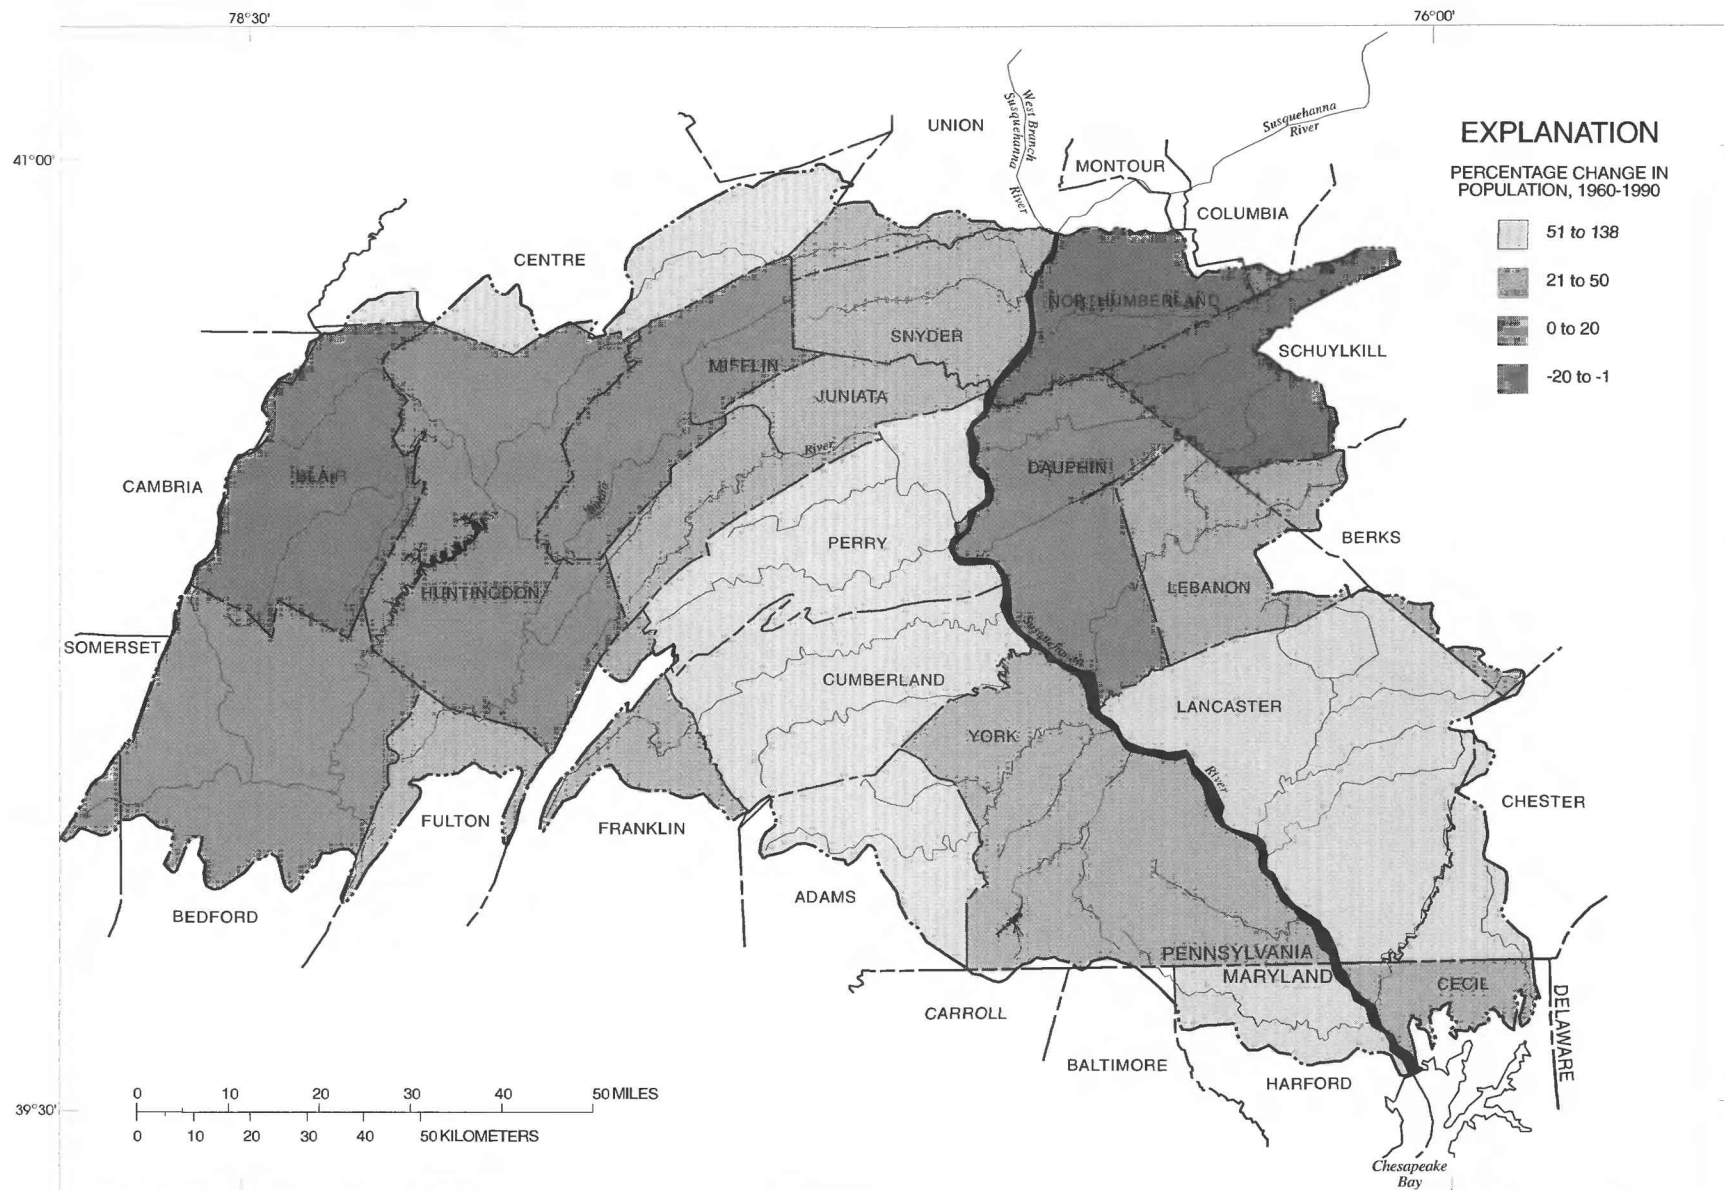 78°30'
76°00'
41°00'
39°30'
EXPLANATION
PERCENTAGE CHANGE IN
POPULATION, 1960-1990
51 to 138
21 to 50
0 to 20
-20 to -1
UNION
West Branch
Susquehanna
River
Susquehanna
River
MONTOUR
COLUMBIA
CENTRE
NORTHUMBERLAND
SNYDER
SCHUYLKILL
MIFFLIN
JUNIATA
River
Juniata
DAUPHIN
BLAIR
CAMBRIA
PERRY
BERKS
HUNTINGDON
LEBANON
SOMERSET
Susquehanna
River
CUMBERLAND
LANCASTER
YORK
CHESTER
FULTON
FRANKLIN
ADAMS
BEDFORD
PENNSYLVANIA
MARYLAND
CECIL
DELAWARE
CARROLL
BALTIMORE
HARFORD
0 10 20 30 40 50 MILES
0 10 20 30 40 50 KILOMETERS
Chesapeake
Bay